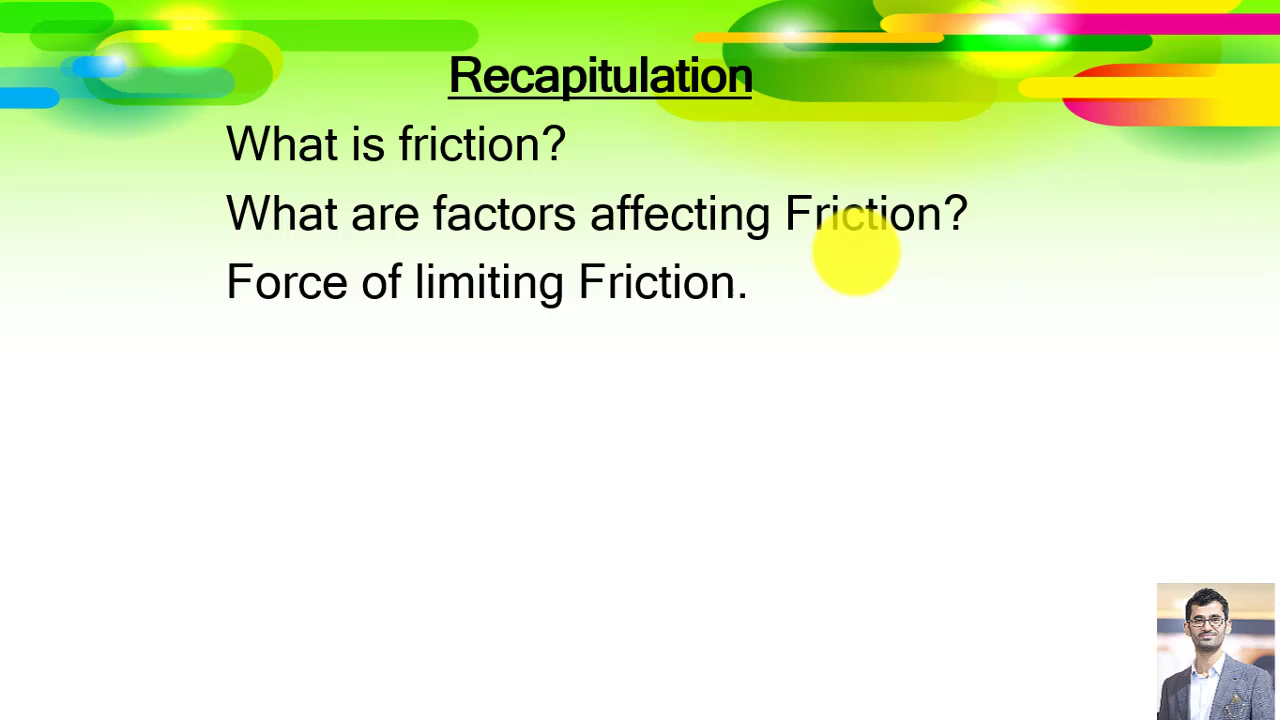 Recapitulation
What is friction?
What are factors affecting Friction?
Force of limiting Friction.